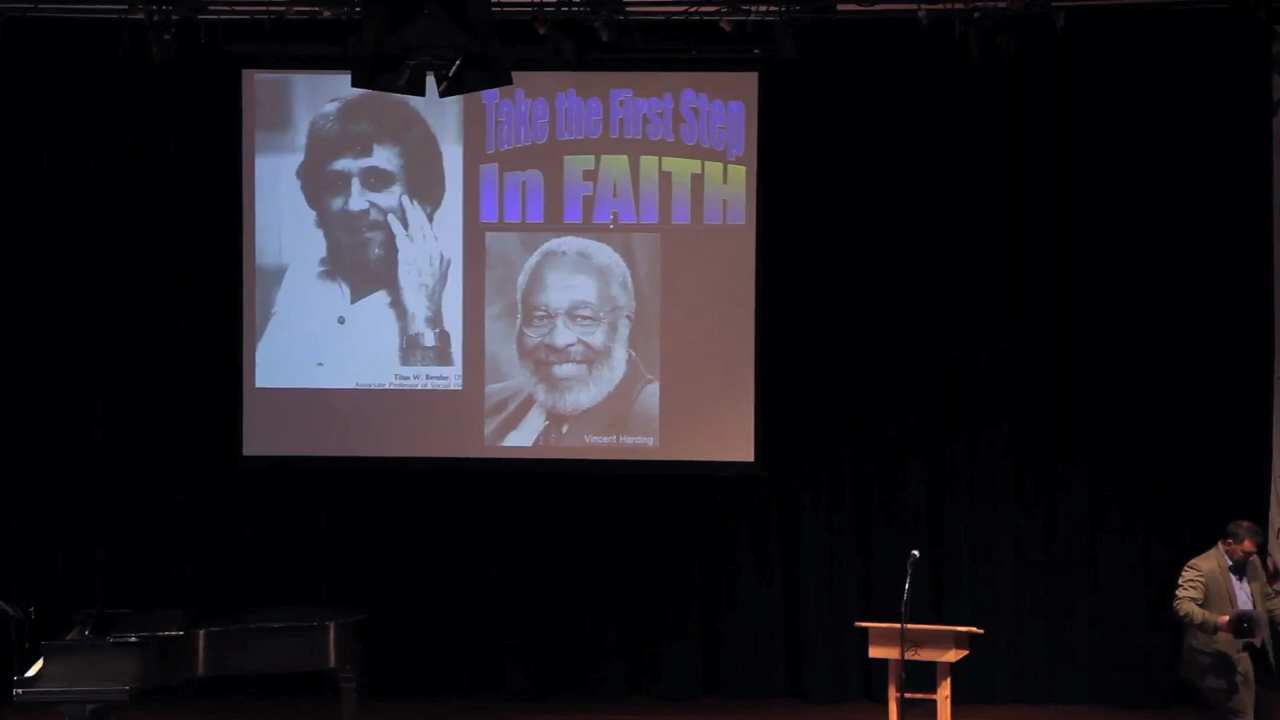 Take the First Step
In FAITH
Titus W. Bender,
Associate Professor of Social
Vincent Harding